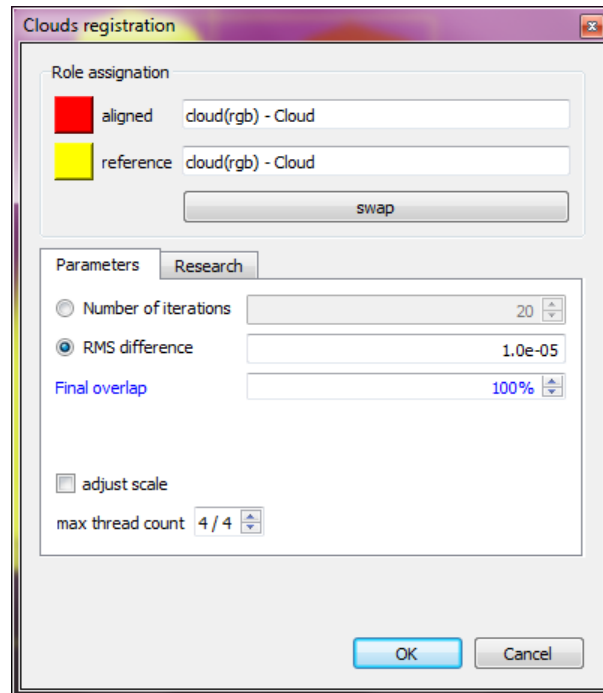 Clouds registration
Role assignation
aligned cloud(rgb) - Cloud
reference cloud(rgb) - Cloud
swap
Parameters Research
Number of iterations 20
RMS difference 1.0e-05
Final overlap 100%
adjust scale
max thread count 4 / 4
OK Cancel